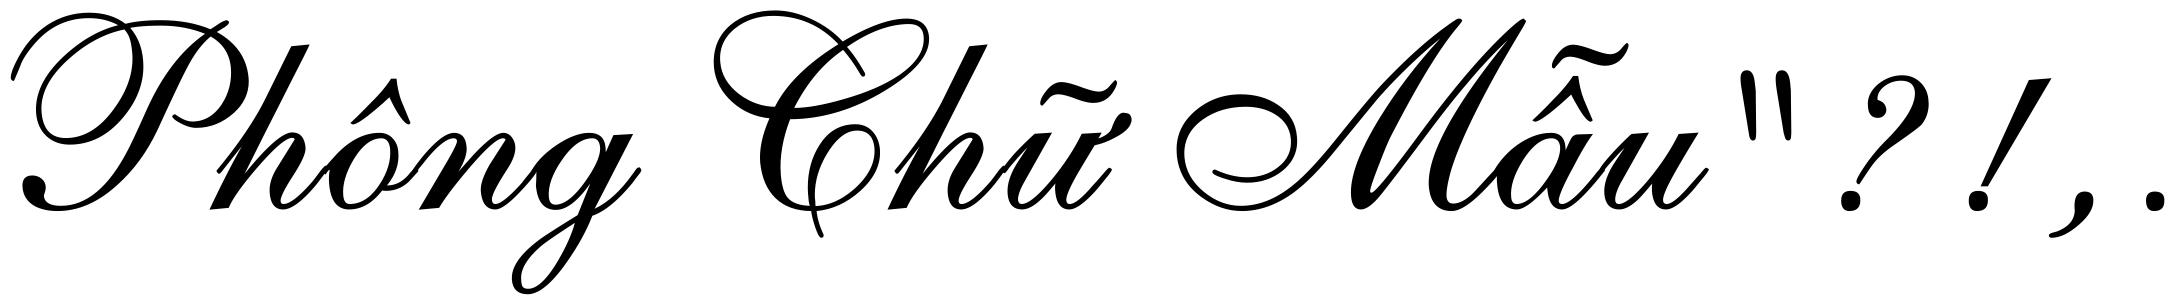 Phông Chữ Mẫu " ? ! , .